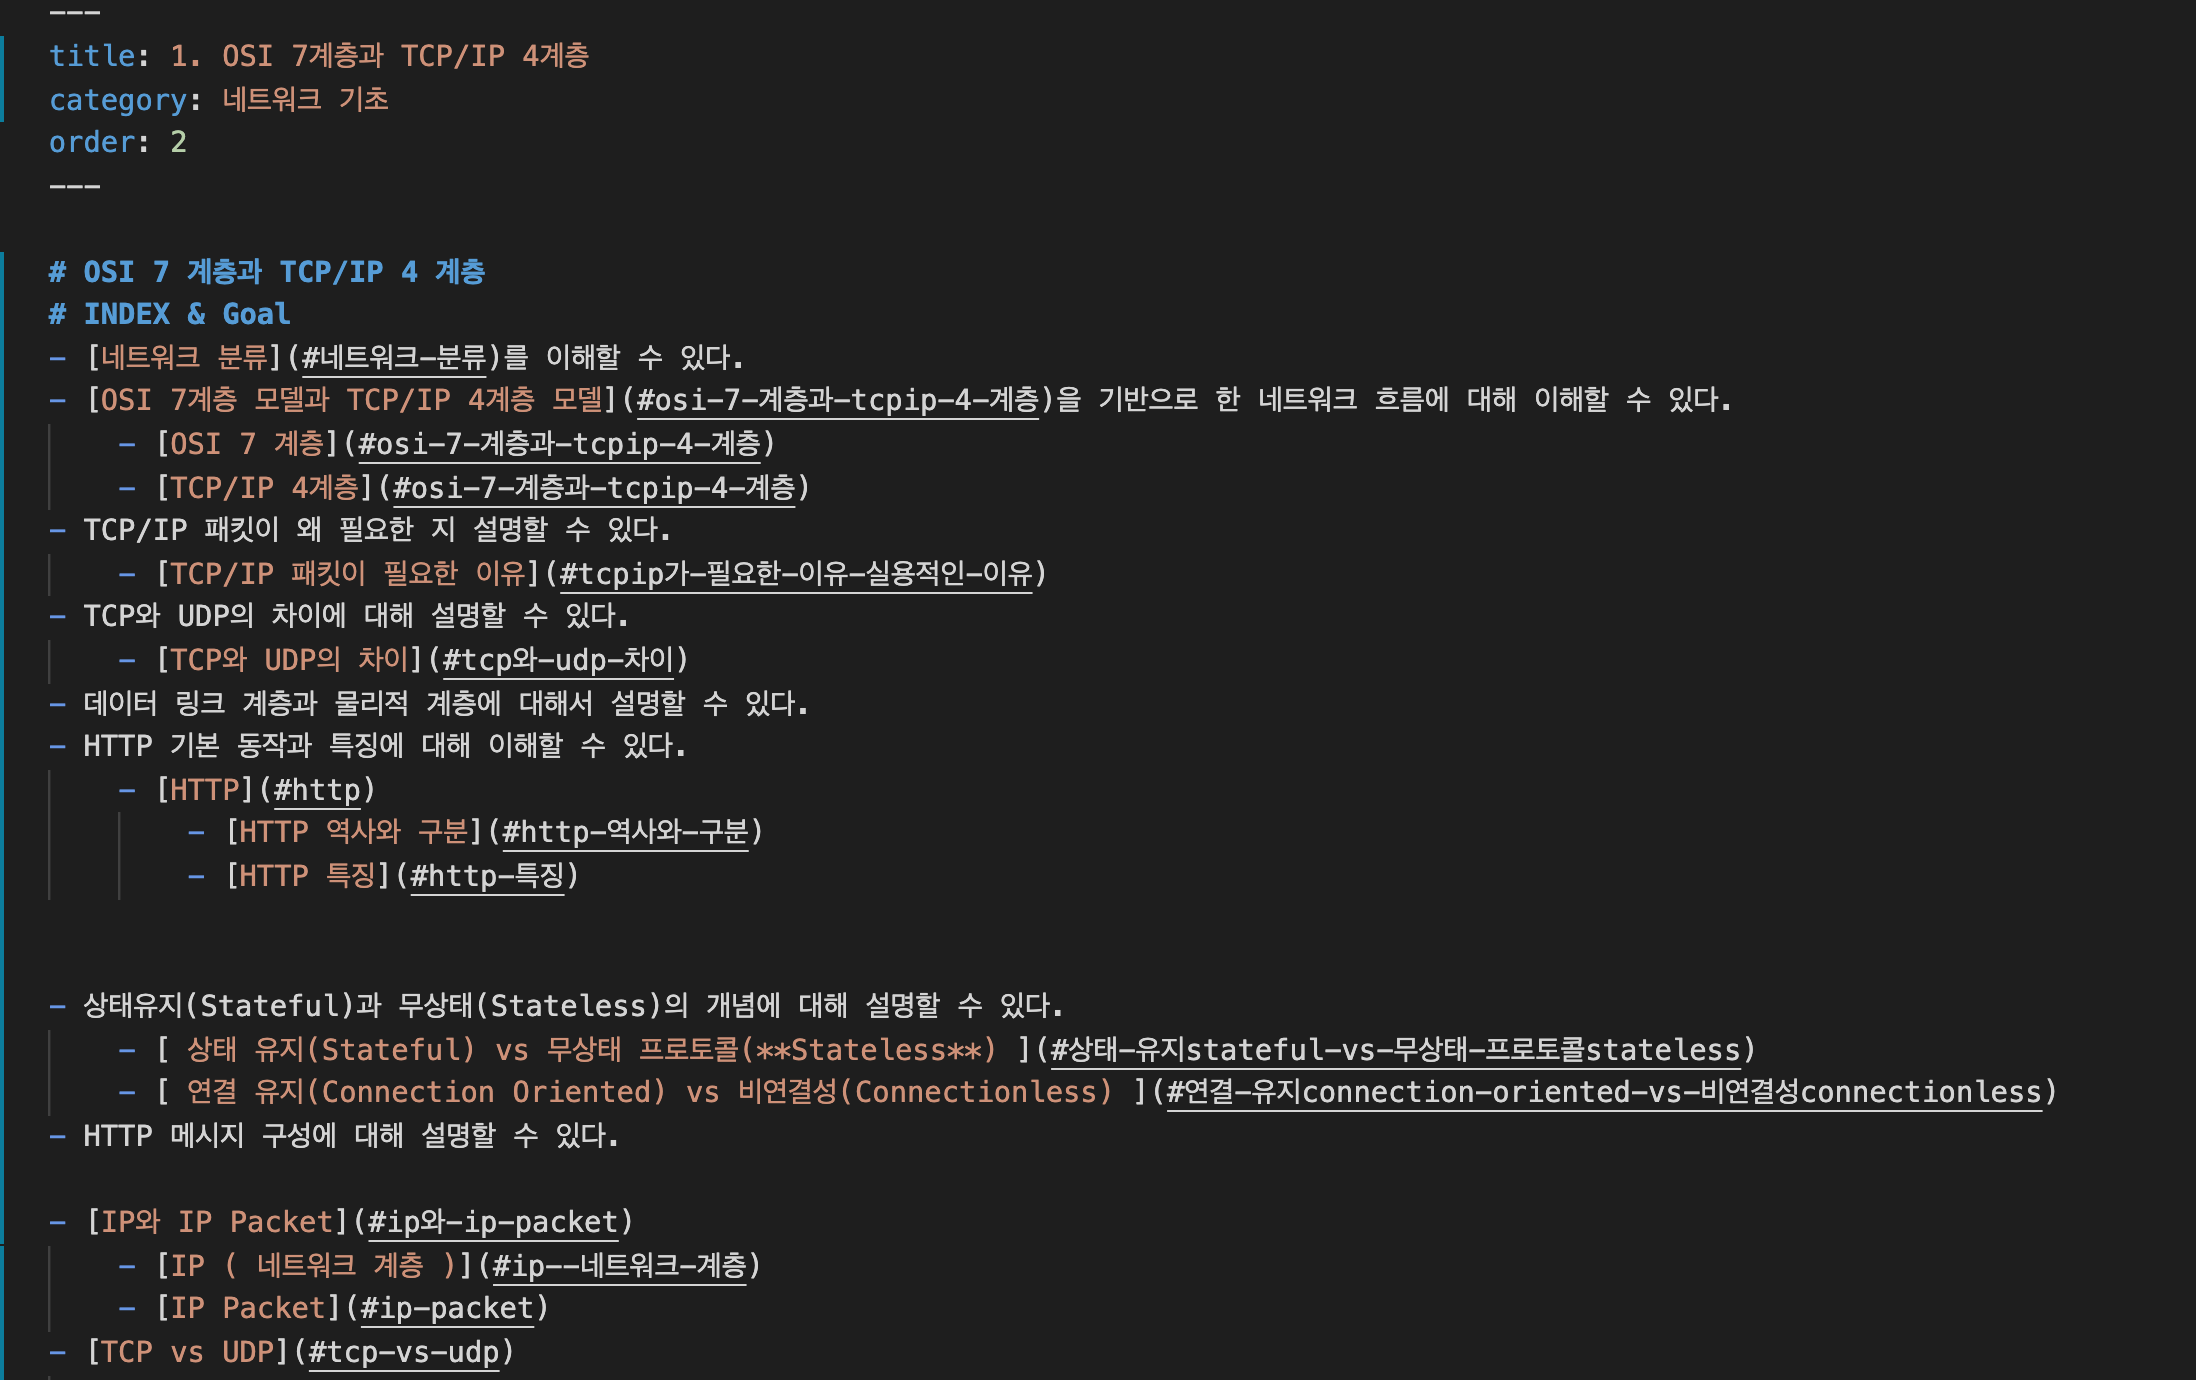 ---
title: 1. OSI 7계층과 TCP/IP 4계층
category: 네트워크 기초
order: 2
---
# OSI 7 계층과 TCP/IP 4 계층
# INDEX & Goal
- [네트워크 분류](#네트워크-분류)를 이해할 수 있다.
- [OSI 7계층 모델과 TCP/IP 4계층 모델](#osi-7-계층과-tcpip-4-계층)을 기반으로 한 네트워크 흐름에 대해 이해할 수 있다.
- [OSI 7 계층](#osi-7-계층과-tcpip-4-계층)
- [TCP/IP 4계층](#osi-7-계층과-tcpip-4-계층)
- TCP/IP 패킷이 왜 필요한 지 설명할 수 있다.
- [TCP/IP 패킷이 필요한 이유](#tcpip가-필요한-이유-실용적인-이유)
- TCP와 UDP의 차이에 대해 설명할 수 있다.
- [TCP와 UDP의 차이](#tcp와-udp-차이)
- 데이터 링크 계층과 물리적 계층에 대해서 설명할 수 있다.
- HTTP 기본 동작과 특징에 대해 이해할 수 있다.
- [HTTP](#http)
- [HTTP 역사와 구분](#http-역사와-구분)
- [HTTP 특징](#http-특징)
- 상태유지(Stateful)과 무상태(Stateless)의 개념에 대해 설명할 수 있다.
- [ 상태 유지(Stateful) vs 무상태 프로토콜(**Stateless**) ](#상태-유지stateful-vs-무상태-프로토콜stateless)
- [ 연결 유지(Connection Oriented) vs 비연결성(Connectionless) ](#연결-유지connection-oriented-vs-비연결성connectionless)
- HTTP 메시지 구성에 대해 설명할 수 있다.
- [IP와 IP Packet](#ip와-ip-packet)
- [IP ( 네트워크 계층 )](#ip--네트워크-계층)
- [IP Packet](#ip-packet)
- [TCP vs UDP](#tcp-vs-udp)